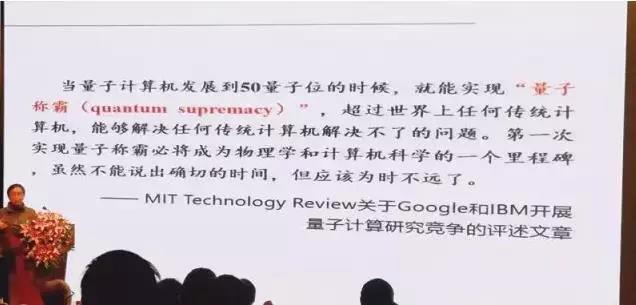 当量子计算机发展到50量子位的时候，就能实现“量子
称霸（quantum supremacy）”，超过世界上任何传统计
算机，能够解决任何传统计算机解决不了的问题。第一次
实现量子称霸必将成为物理学和计算机科学的一个里程碑
，虽然不能说出确切的时间，但应该为时不远了。
—— MIT Technology Review关于Google和IBM开展
量子计算研究竞争的评述文章